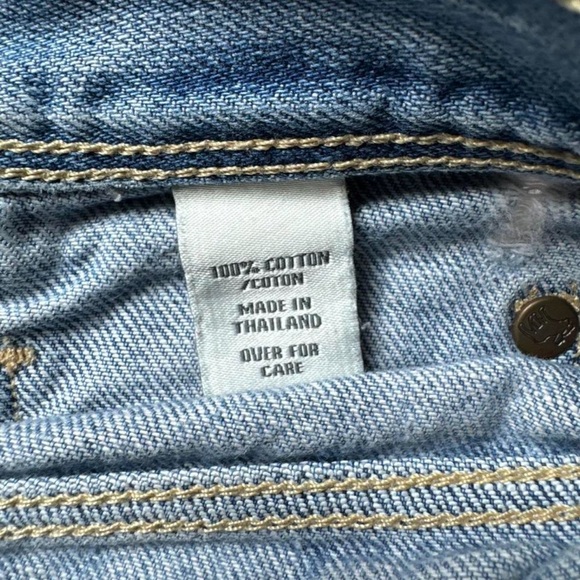 100% COTTON
/COTON
MADE IN
THAILAND
OVER FOR
CARE